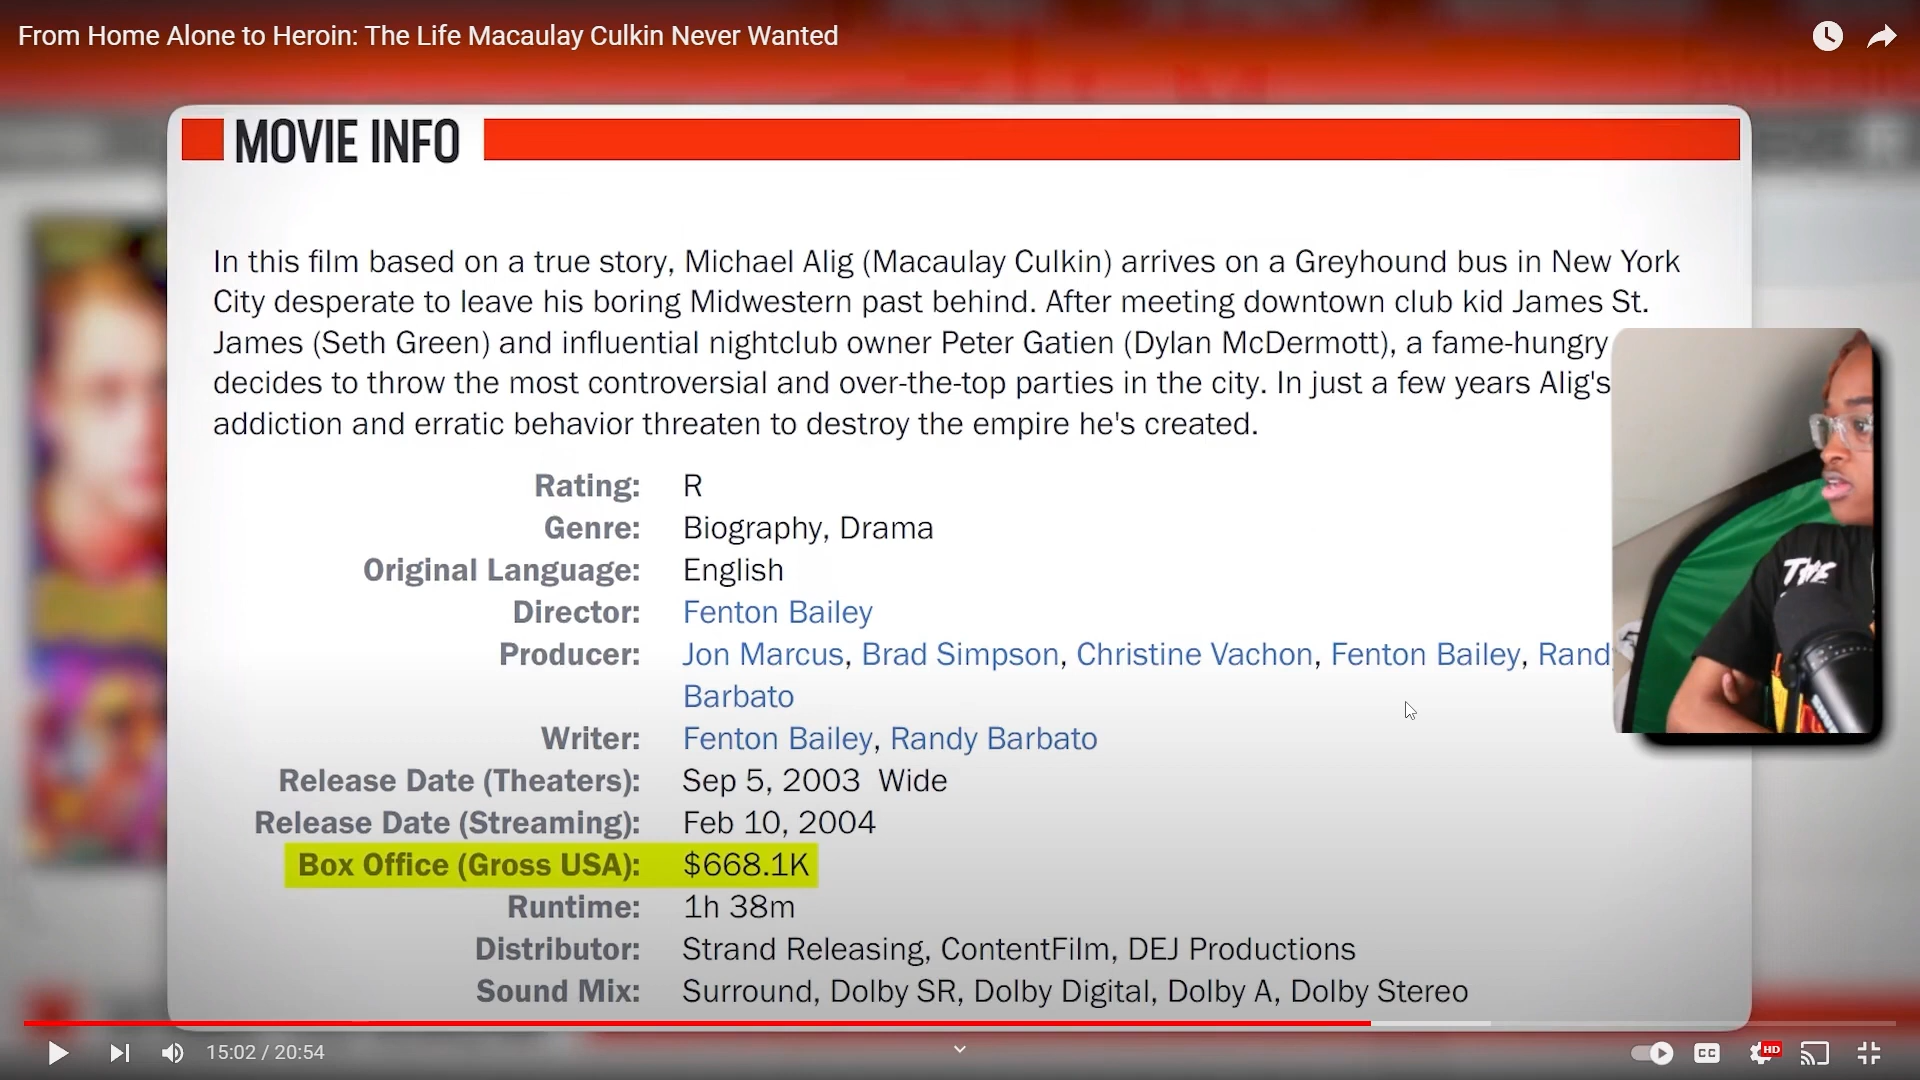 From Home Alone to Heroin: The Life Macaulay Culkin Never Wanted
MOVIE INFO
In this film based on a true story, Michael Alig (Macaulay Culkin) arrives on a Greyhound bus in New York
City desperate to leave his boring Midwestern past behind. After meeting downtown club kid James St.
James (Seth Green) and influential nightclub owner Peter Gatien (Dylan McDermott), a fame-hungry
decides to throw the most controversial and over-the-top parties in the city. In just a few years Alig's
addiction and erratic behavior threaten to destroy the empire he's created.
Rating: R
Genre: Biography, Drama
Original Language: English
Director: Fenton Bailey
Producer: Jon Marcus, Brad Simpson, Christine Vachon, Fenton Bailey, Rand
Barbato
Writer: Fenton Bailey, Randy Barbato
Release Date (Theaters): Sep 5, 2003 Wide
Release Date (Streaming): Feb 10, 2004
Box Office (Gross USA): $668.1K
Runtime: 1h 38m
Distributor: Strand Releasing, ContentFilm, DEJ Productions
Sound Mix: Surround, Dolby SR, Dolby Digital, Dolby A, Dolby Stereo
THE
15:02 / 20:54
CC
HD